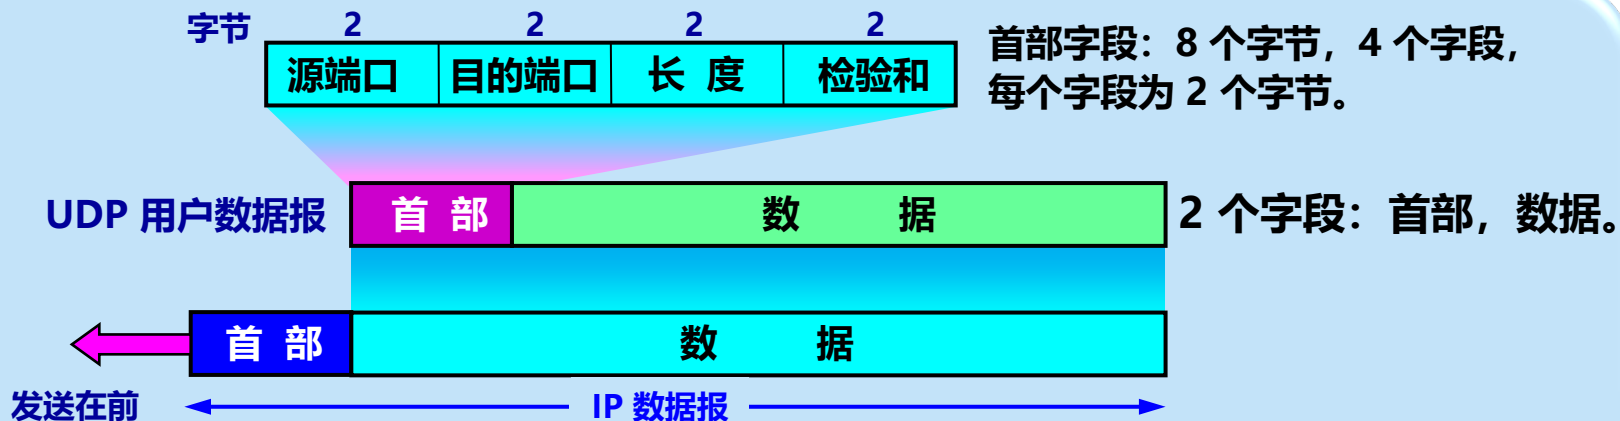 字节 2 2 2 2
源端口 目的端口 长 度 检验和
首部字段：8 个字节，4 个字段，
每个字段为 2 个字节。
UDP 用户数据报 首 部 数 据 2 个字段：首部，数据。
首 部 数 据
发送在前 IP 数据报